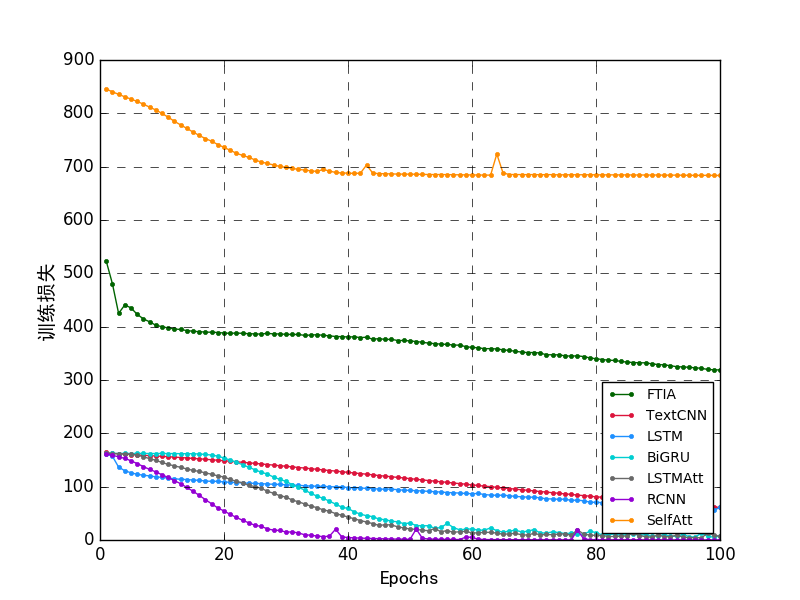 900
800
700
600
500
400
300
200
100
0
训练损失
0 20 40 60 80 100
Epochs
FTIA
TextCNN
LSTM
BiGRU
LSTMAtt
RCNN
SelfAtt